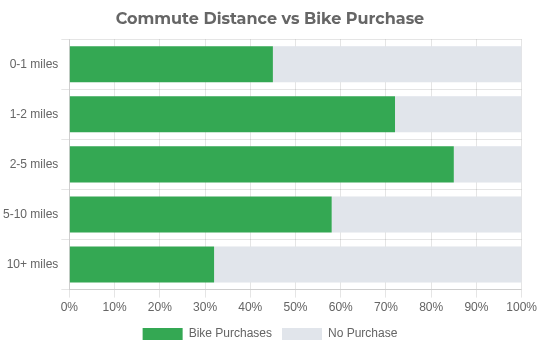 Commute Distance vs Bike Purchase
0-1 miles
1-2 miles
2-5 miles
5-10 miles
10+ miles
0% 10% 20% 30% 40% 50% 60% 70% 80% 90% 100%
Bike Purchases No Purchase